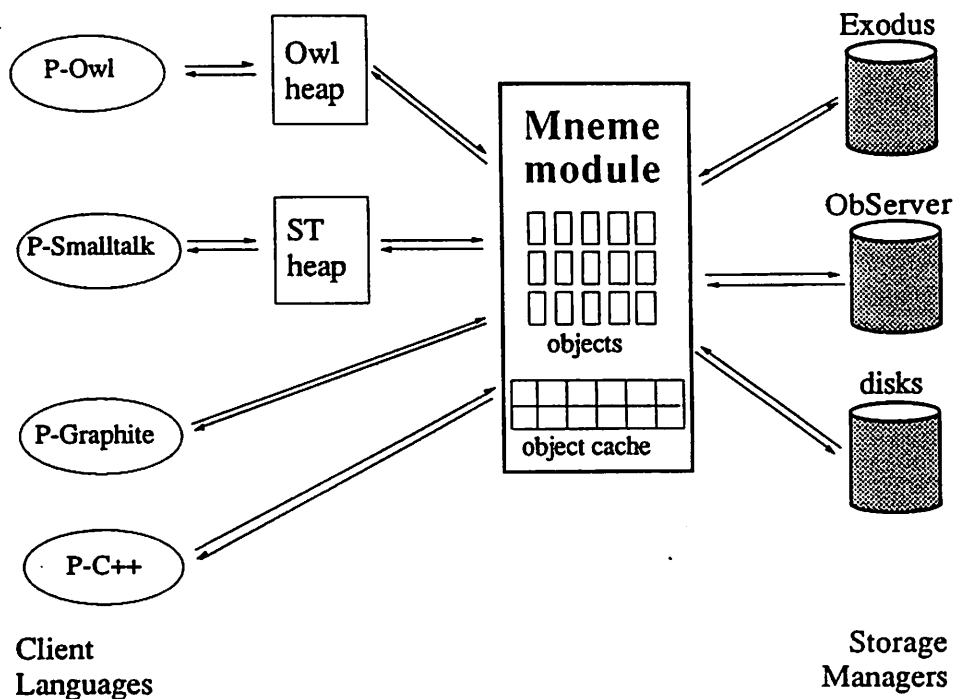 P-Owl
Owl
heap
P-Smalltalk
ST
heap
P-Graphite
P-C++
Client
Languages
Mneme
module
objects
object cache
Exodus
ObServer
disks
Storage
Managers